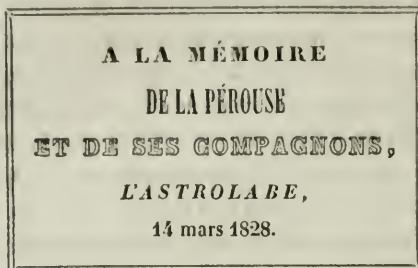 A LA MÉMOIRE
DE LA PÉROUSE
ET DE SES COMPAGNONS,
L'ASTROLABE,
14 mars 1828.